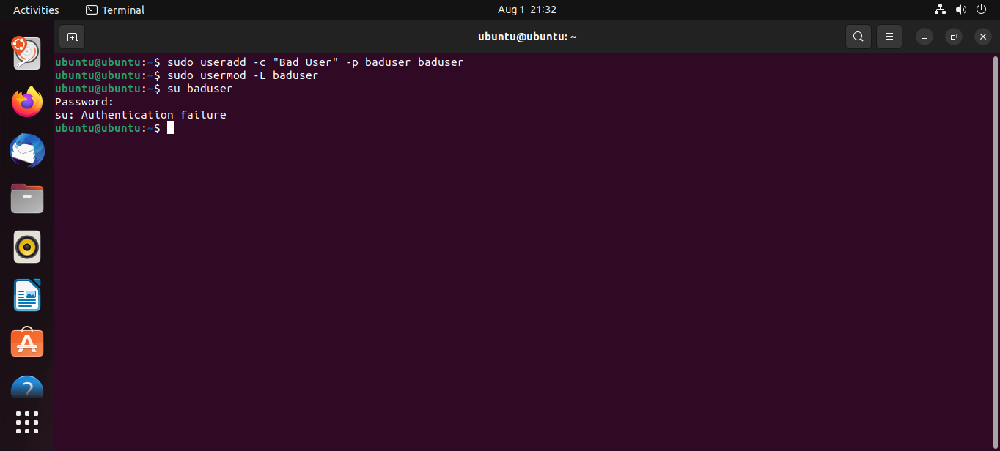 Activities Terminal Aug 1 21:32
ubuntu@ubuntu: ~
ubuntu@ubuntu:~$ sudo useradd -c "Bad User" -p baduser baduser
ubuntu@ubuntu:~$ sudo usermod -L baduser
ubuntu@ubuntu:~$ su baduser
Password:
su: Authentication failure
ubuntu@ubuntu:~$